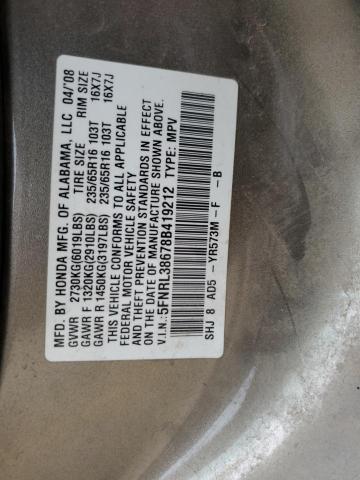 MFD. BY HONDA MFG. OF ALABAMA, LLC 04/'08
GVWR 2730KG(6019LBS) TIRE SIZE RIM SIZE
GAWR F 1320KG(2910LBS) 235/65R16 103T 16X7J
GAWR R 1450KG(3197LBS) 235/65R16 103T 16X7J
THIS VEHICLE CONFORMS TO ALL APPLICABLE
FEDERAL MOTOR VEHICLE SAFETY
AND THEFT PREVENTION STANDARDS IN EFFECT
ON THE DATE OF MANUFACTURE SHOWN ABOVE.
V.I.N.: 5FNRL38678B419212 TYPE: MPV
SHJ 8 AD5 - YR573M - F - B